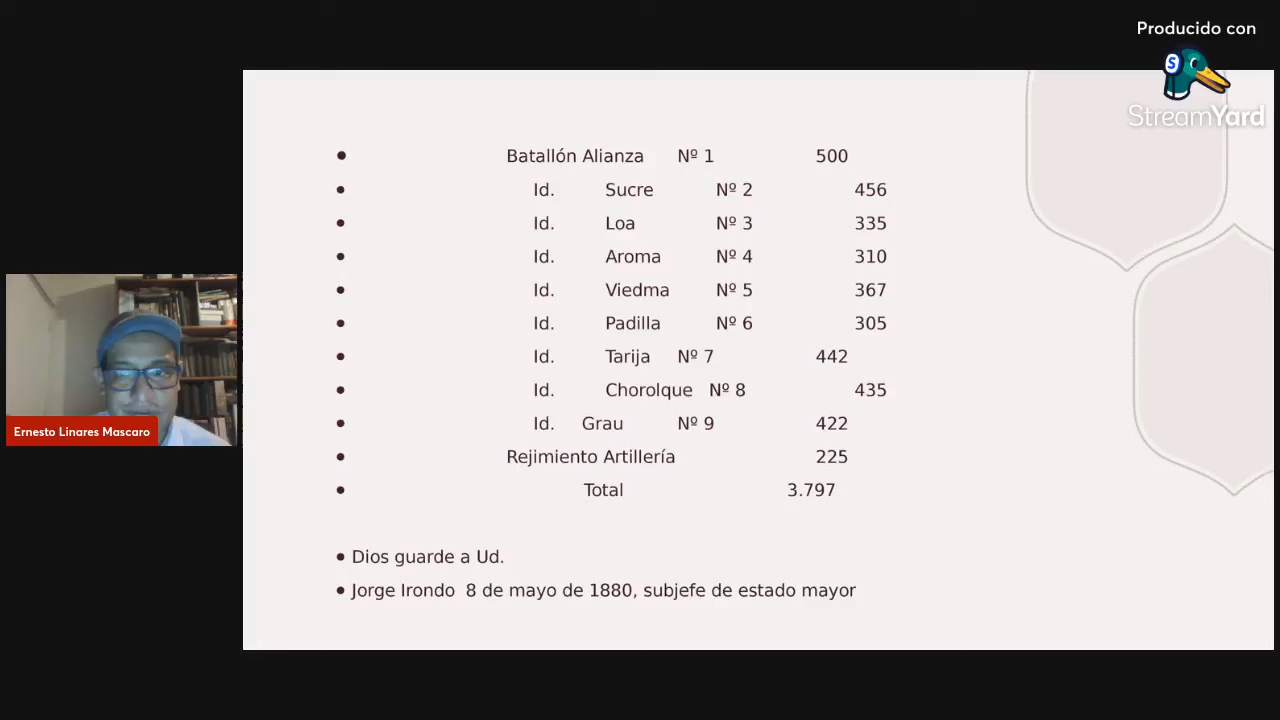 Producido con
StreamYard
• Batallón Alianza Nº 1 500
• Id. Sucre Nº 2 456
• Id. Loa Nº 3 335
• Id. Aroma Nº 4 310
• Id. Viedma Nº 5 367
• Id. Padilla Nº 6 305
• Id. Tarija Nº 7 442
• Id. Chorolque Nº 8 435
• Id. Grau Nº 9 422
• Rejimiento Artillería 225
• Total 3.797
• Dios guarde a Ud.
• Jorge Irondo 8 de mayo de 1880, subjefe de estado mayor
Ernesto Linares Mascaro